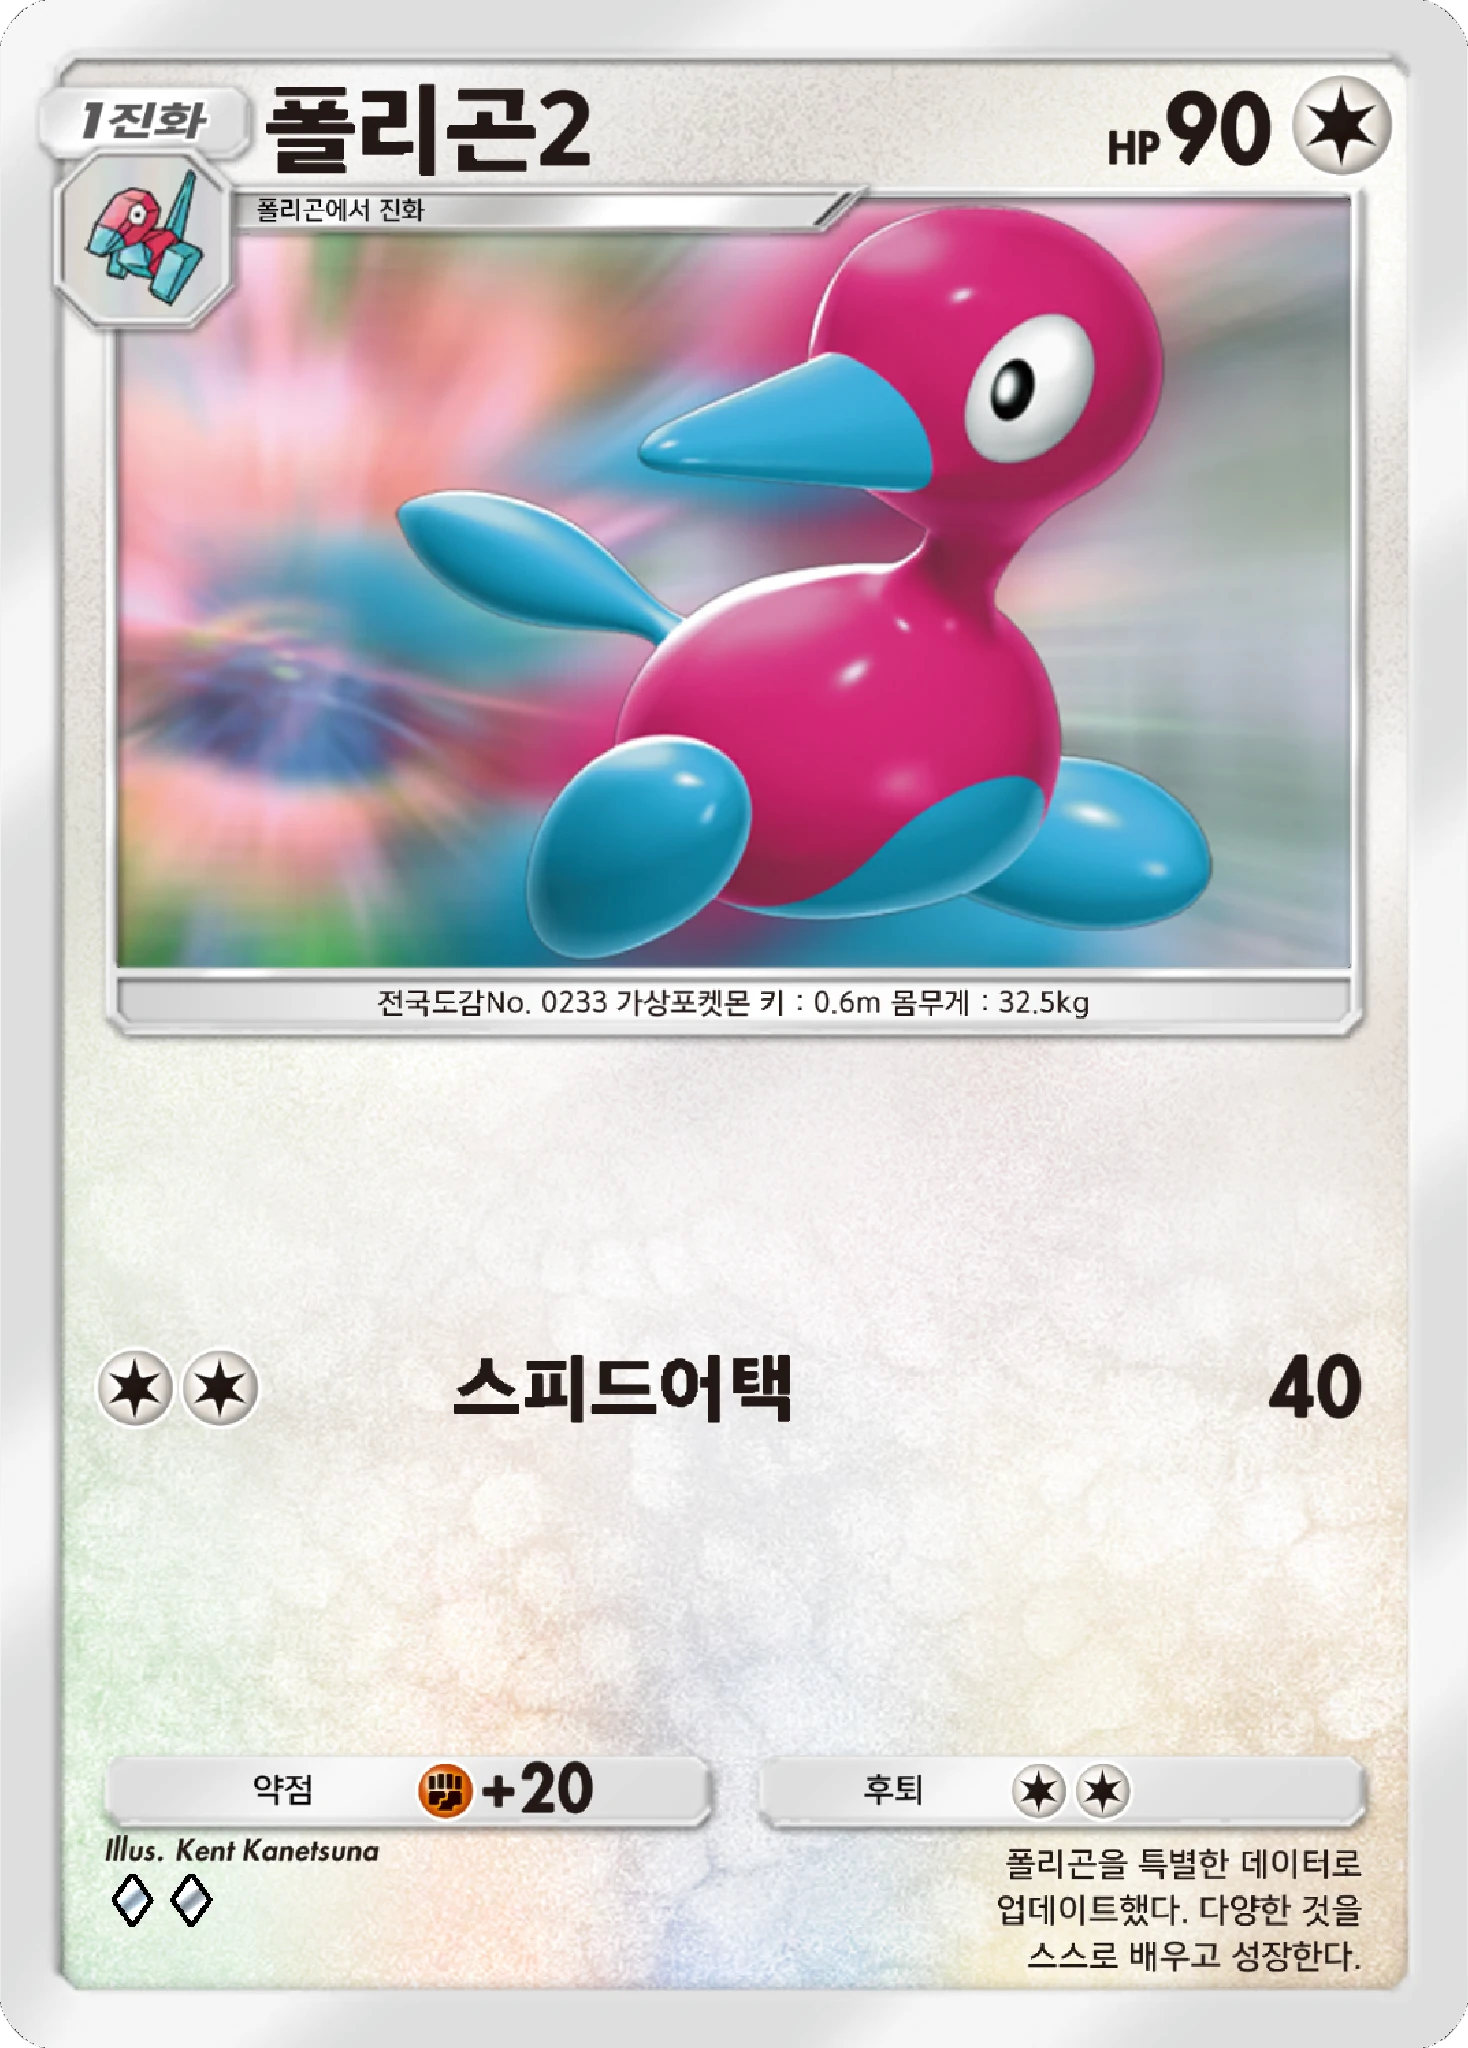 1진화
폴리곤2
HP 90
폴리곤에서 진화
전국도감No. 0233 가상포켓몬 키 : 0.6m 몸무게 : 32.5kg
스피드어택 40
약점 +20
후퇴
Illus. Kent Kanetsuna
폴리곤을 특별한 데이터로
업데이트했다. 다양한 것을
스스로 배우고 성장한다.